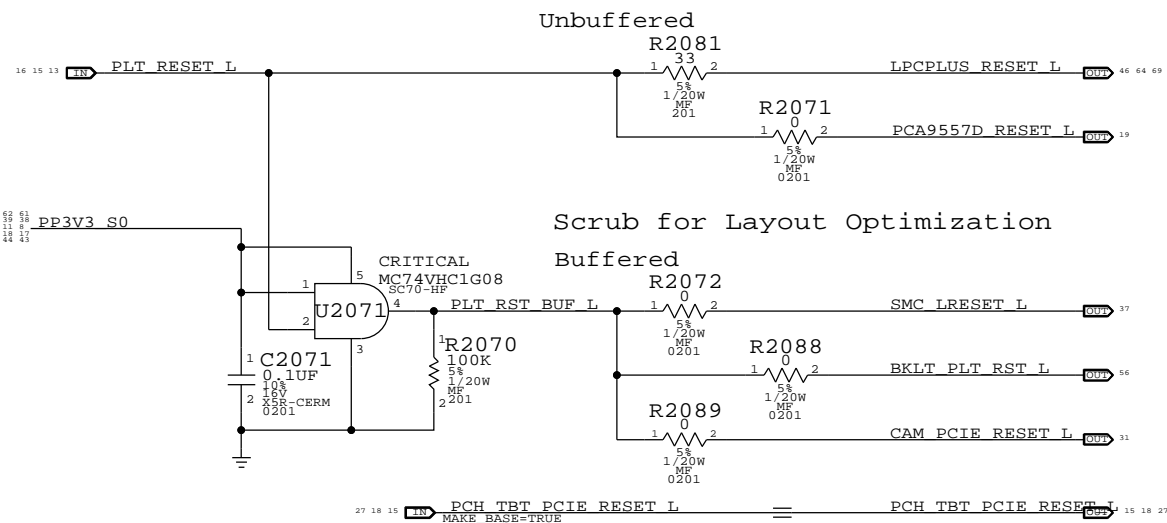 Unbuffered
R2081
33
16 15 13 IN PLT_RESET_L
1 2
LPCPLUS_RESET_L OUT 46 64 69
5%
1/20W
MF
201
R2071
0
1 2
PCA9557D_RESET_L OUT 19
5%
1/20W
MF
0201
62 61
39 38
11 8
18 17
44 43
PP3V3_S0
Scrub for Layout Optimization
Buffered
CRITICAL
MC74VHC1G08
SC70-HF
5
1
U2071
4
2
3
PLT_RST_BUF_L
R2072
0
1 2
SMC_LRESET_L OUT 37
5%
1/20W
MF
0201
1
R2070
100K
5%
1/20W
MF
2 201
1 C2071
0.1UF
10%
16V
2 X5R-CERM
0201
R2088
0
1 2
BKLT_PLT_RST_L OUT 56
5%
1/20W
MF
0201
R2089
0
1 2
CAM_PCIE_RESET_L OUT 31
5%
1/20W
MF
0201
27 18 15 IN PCH_TBT_PCIE_RESET_L
MAKE_BASE=TRUE
PCH_TBT_PCIE_RESET_L OUT 15 18 27